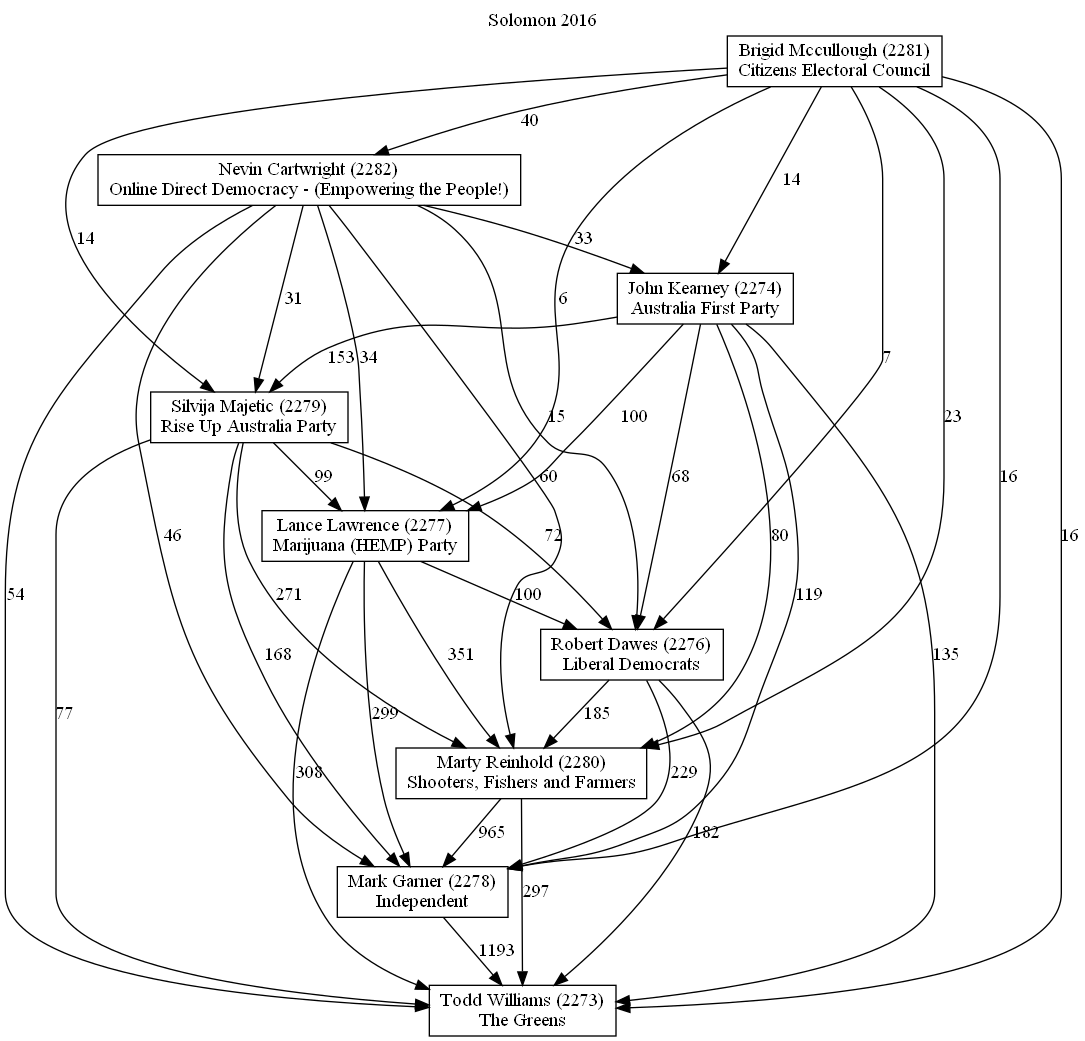 Solomon 2016
Brigid Mccullough (2281)
Citizens Electoral Council
40
Nevin Cartwright (2282)
Online Direct Democracy - (Empowering the People!)
14
14
33
John Kearney (2274)
Australia First Party
31
6
153
34
7
Silvija Majetic (2279)
Rise Up Australia Party
15
100
23
99
60
68
16
Lance Lawrence (2277)
Marijuana (HEMP) Party
46
72
80
16
54
271
100
119
Robert Dawes (2276)
Liberal Democrats
168
351
135
77
299
185
Marty Reinhold (2280)
Shooters, Fishers and Farmers
308
229
965
182
Mark Garner (2278)
Independent
297
1193
Todd Williams (2273)
The Greens